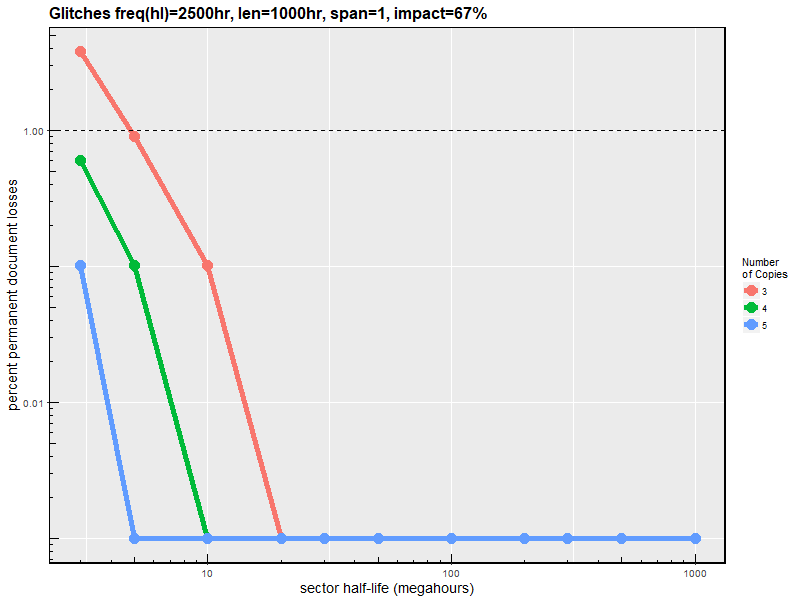 Glitches freq(hl)=2500hr, len=1000hr, span=1, impact=67%
percent permanent document losses
1.00
0.01
10
100
1000
sector half-life (megahours)
Number
of Copies
3
4
5